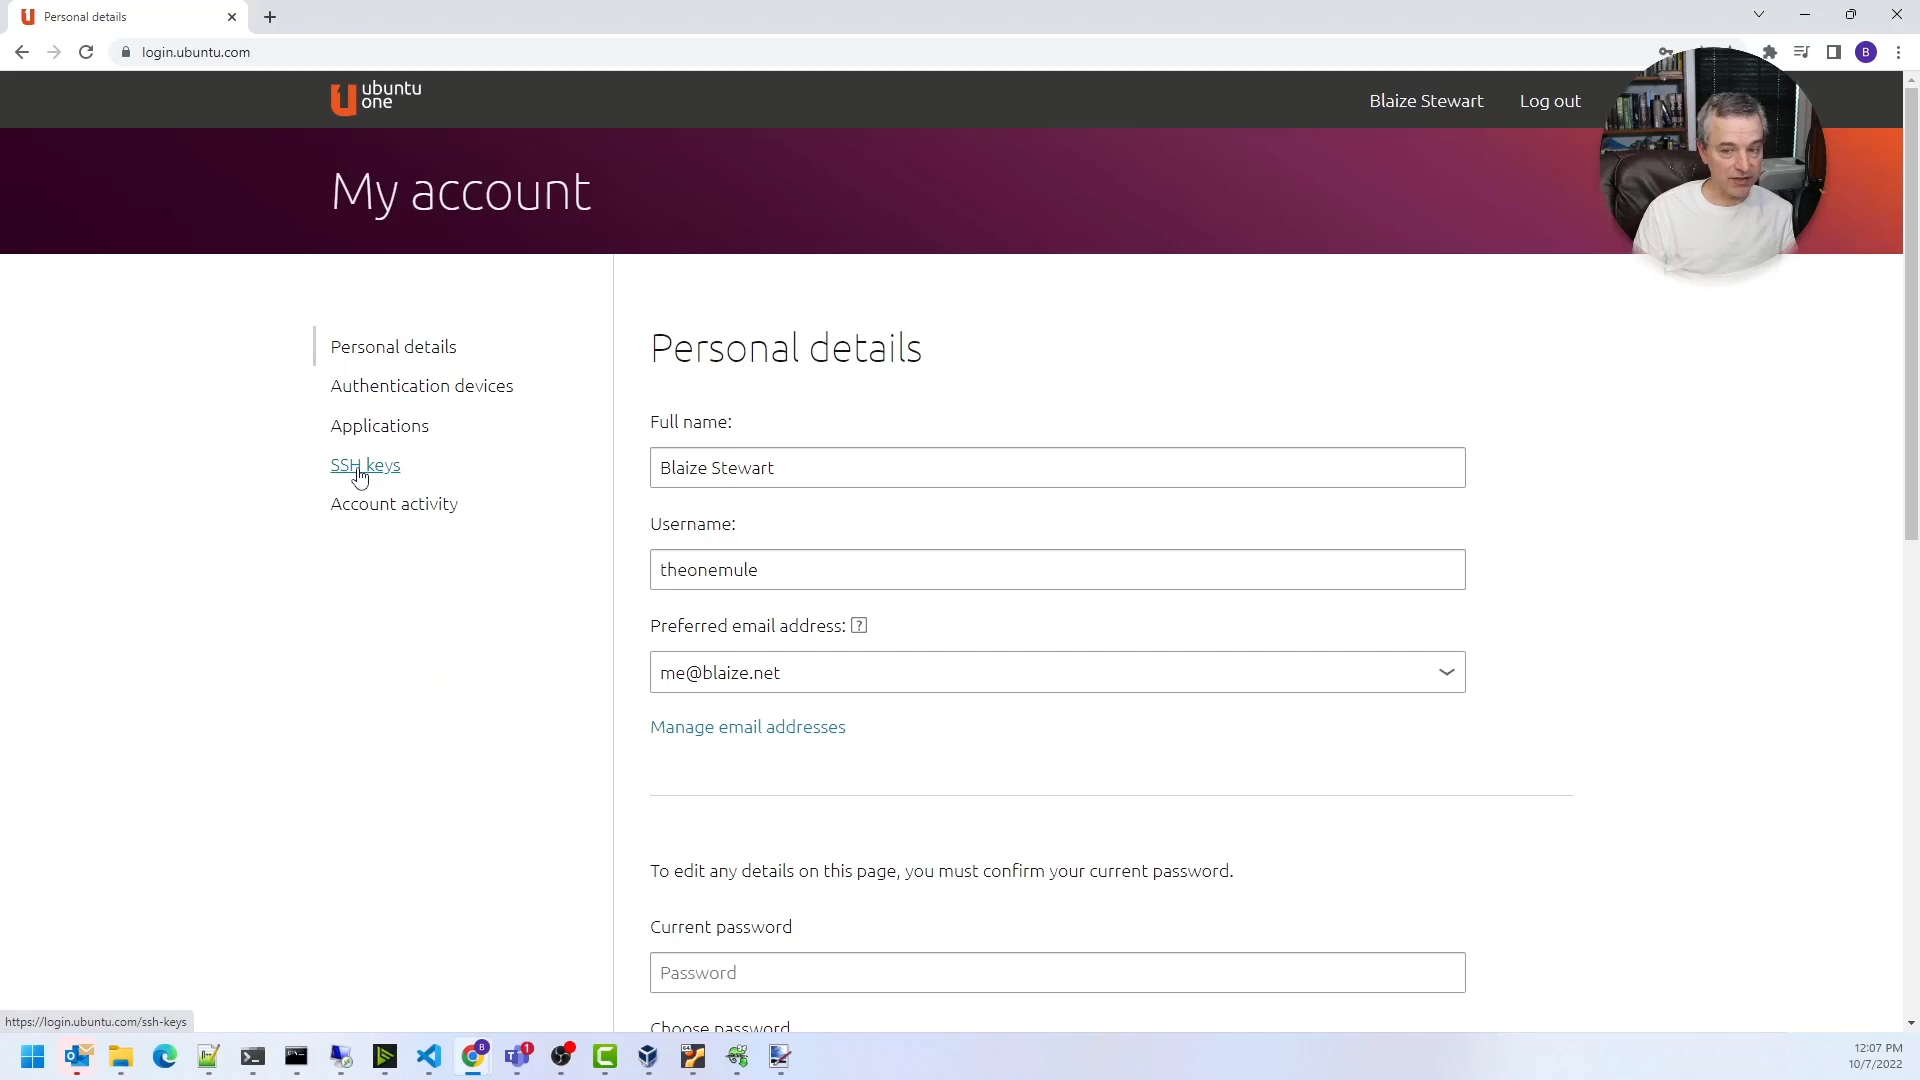 Personal details
login.ubuntu.com
B
ubuntu
one
Blaize Stewart
Log out
My account
Personal details
Authentication devices
Applications
SSH keys
Account activity
Personal details
Full name:
Blaize Stewart
Username:
theonemule
Preferred email address: [?]
me@blaize.net
Manage email addresses
To edit any details on this page, you must confirm your current password.
Current password
Password
Choose password
https://login.ubuntu.com/ssh-keys
12:07 PM
10/7/2022